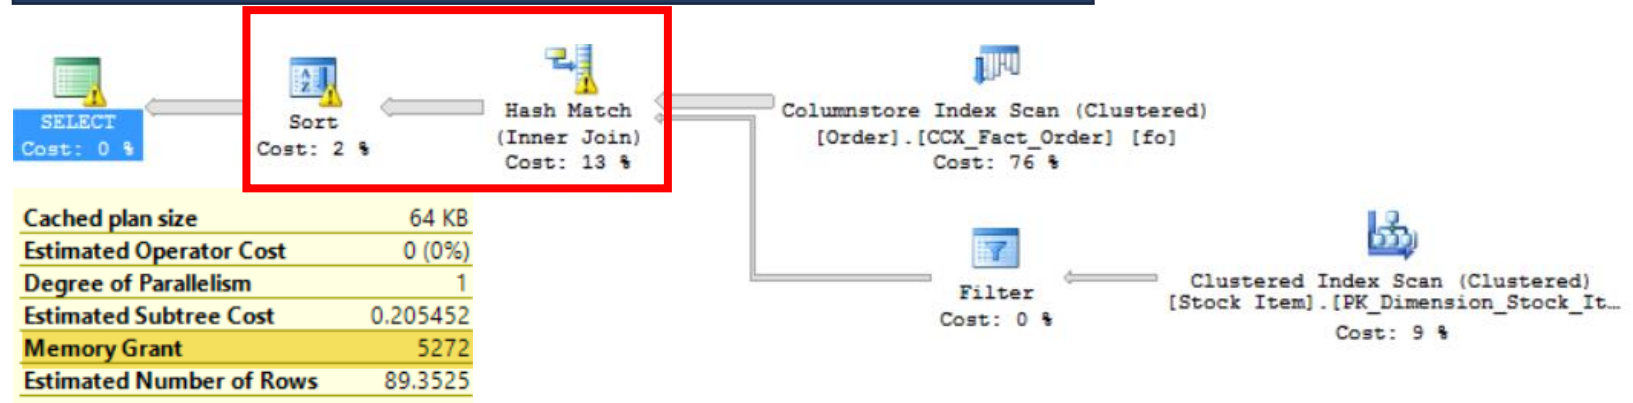 SELECT
Cost: 0 %
Sort
Cost: 2 %
Hash Match
(Inner Join)
Cost: 13 %
Columnstore Index Scan (Clustered)
[Order].[CCX_Fact_Order] [fo]
Cost: 76 %
Filter
Cost: 0 %
Clustered Index Scan (Clustered)
[Stock Item].[PK_Dimension_Stock_It…
Cost: 9 %
Cached plan size 64 KB
Estimated Operator Cost 0 (0%)
Degree of Parallelism 1
Estimated Subtree Cost 0.205452
Memory Grant 5272
Estimated Number of Rows 89.3525